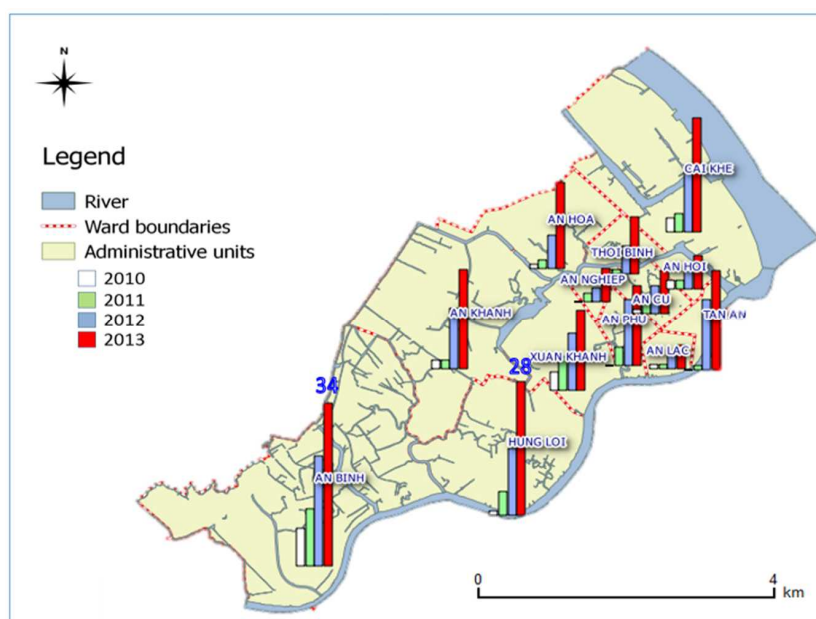 N
Legend
River
Ward boundaries
Administrative units
2010
2011
2012
2013
CAI KHE
AN HOA
THOI BINH
AN NGHIEP
AN HOI
AN CU
AN PHU
TAN AN
AN KHANH
XUAN KHANH
AN LAC
28
34
HUNG LOI
AN BINH
0 4
km